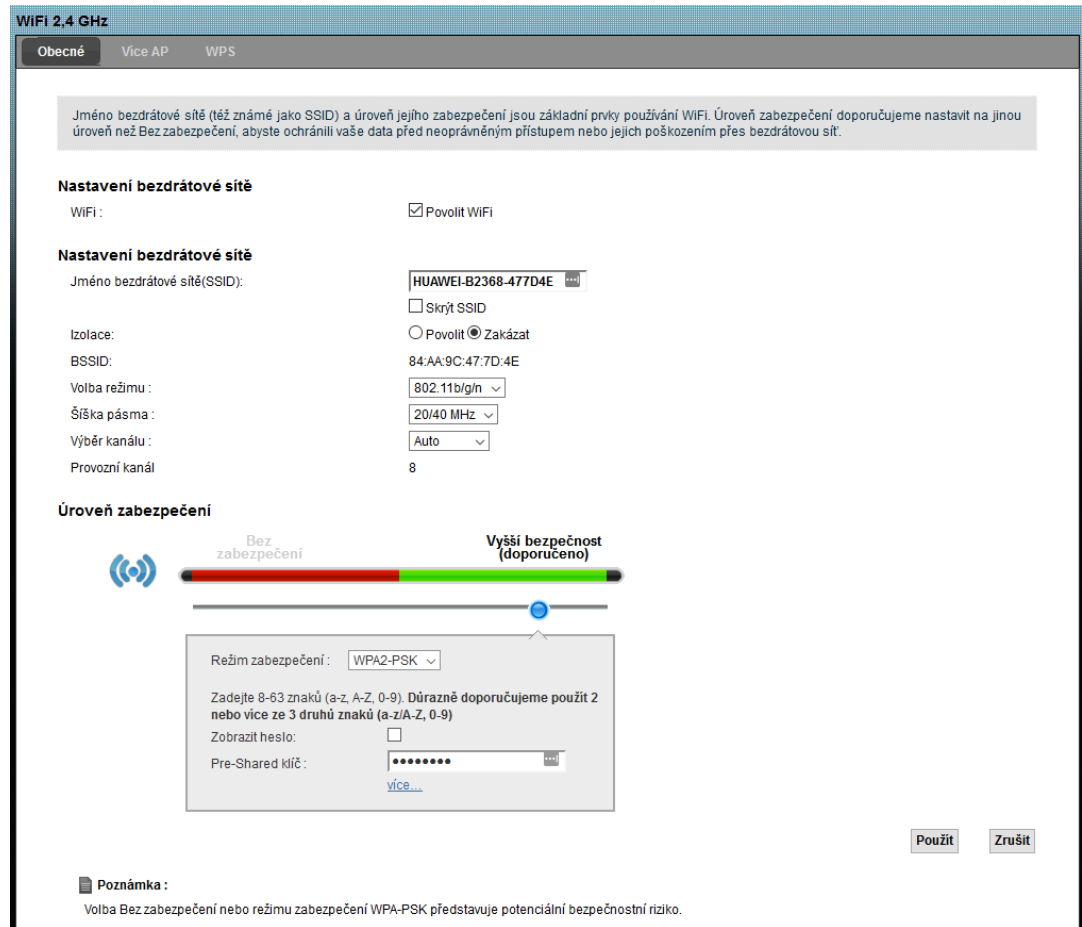 WiFi 2,4 GHz
Obecné Více AP WPS
Jméno bezdrátové sítě (též známé jako SSID) a úroveň jejího zabezpečení jsou základní prvky používání WiFi. Úroveň zabezpečení doporučujeme nastavit na jinou
úroveň než Bez zabezpečení, abyste ochránili vaše data před neoprávněným přístupem nebo jejich poškozením přes bezdrátovou síť.
Nastavení bezdrátové sítě
WiFi : Povolit WiFi
Nastavení bezdrátové sítě
Jméno bezdrátové sítě(SSID): HUAWEI-B2368-477D4E
Skrýt SSID
Izolace: Povolit Zakázat
BSSID: 84:AA:9C:47:7D:4E
Volba režimu : 802.11b/g/n
Šíška pásma : 20/40 MHz
Výběr kanálu : Auto
Provozní kanál 8
Úroveň zabezpečení
Bez
zabezpečení
Vyšší bezpečnost
(doporučeno)
Režim zabezpečení : WPA2-PSK
Zadejte 8-63 znaků (a-z, A-Z, 0-9). Důrazně doporučujeme použít 2
nebo více ze 3 druhů znaků (a-z/A-Z, 0-9)
Zobrazit heslo:
Pre-Shared klíč : ••••••••
více...
Použít Zrušit
Poznámka :
Volba Bez zabezpečení nebo režimu zabezpečení WPA-PSK představuje potenciální bezpečnostní riziko.